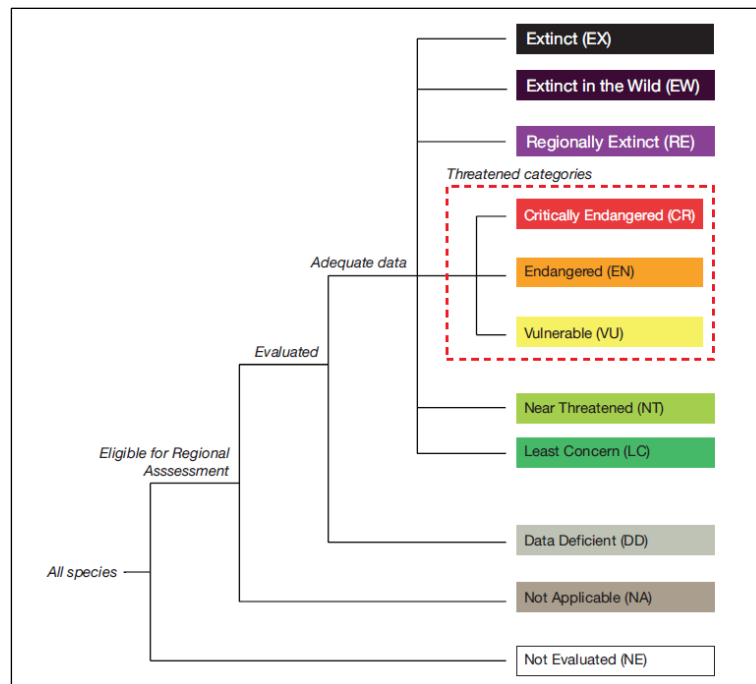 Extinct (EX)
Extinct in the Wild (EW)
Regionally Extinct (RE)
Threatened categories
Critically Endangered (CR)
Adequate data
Endangered (EN)
Vulnerable (VU)
Evaluated
Near Threatened (NT)
Eligible for Regional
Asssessment
Least Concern (LC)
Data Deficient (DD)
All species
Not Applicable (NA)
Not Evaluated (NE)